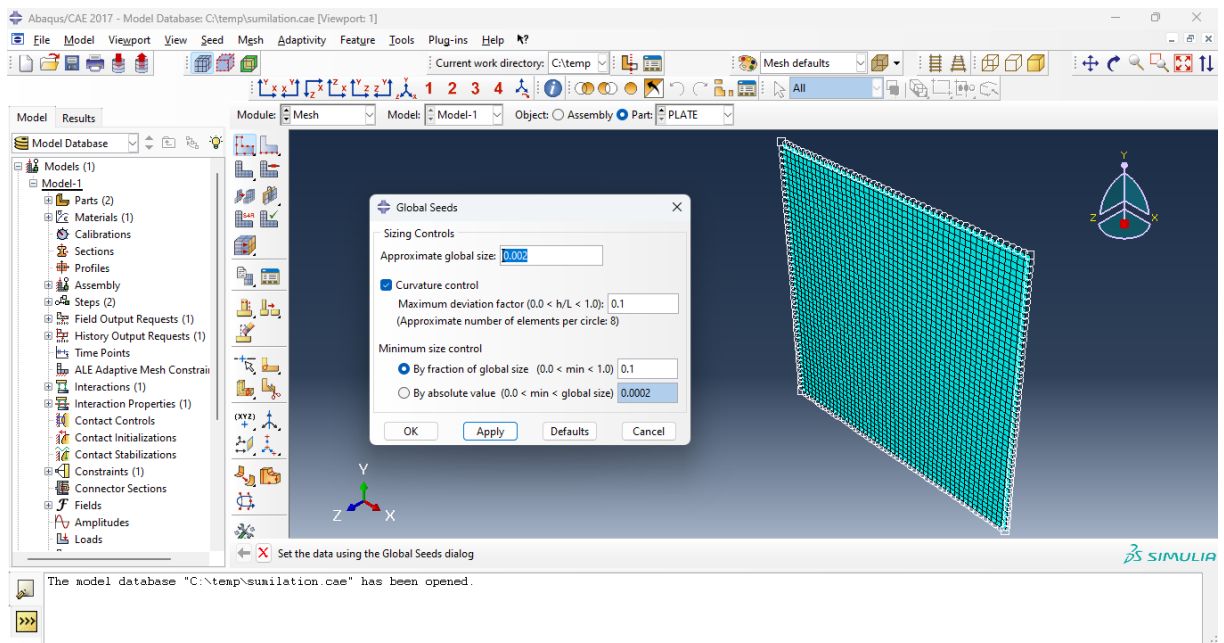 Abaqus/CAE 2017 - Model Database: C:\temp\sumilation.cae [Viewport: 1]
File Model Viewport View Seed Mesh Adaptivity Feature Tools Plug-ins Help
Current work directory: C:\temp
Mesh defaults
1 2 3 4
All
Model Results
Module: Mesh Model: Model-1 Object: Assembly Part: PLATE
Model Database
Models (1)
Model-1
Parts (2)
Materials (1)
Calibrations
Sections
Profiles
Assembly
Steps (2)
Field Output Requests (1)
History Output Requests (1)
Time Points
ALE Adaptive Mesh Constrai
Interactions (1)
Interaction Properties (1)
Contact Controls
Contact Initializations
Contact Stabilizations
Constraints (1)
Connector Sections
Fields
Amplitudes
Loads
(XYZ)
Global Seeds
Sizing Controls
Approximate global size: 0.002
Curvature control
Maximum deviation factor (0.0 < h/L < 1.0): 0.1
(Approximate number of elements per circle: 8)
Minimum size control
By fraction of global size (0.0 < min < 1.0) 0.1
By absolute value (0.0 < min < global size) 0.0002
OK Apply Defaults Cancel
Y
Z X
Y
Z X
Set the data using the Global Seeds dialog
SIMULIA
The model database "C:\temp\sumilation.cae" has been opened.
>>>